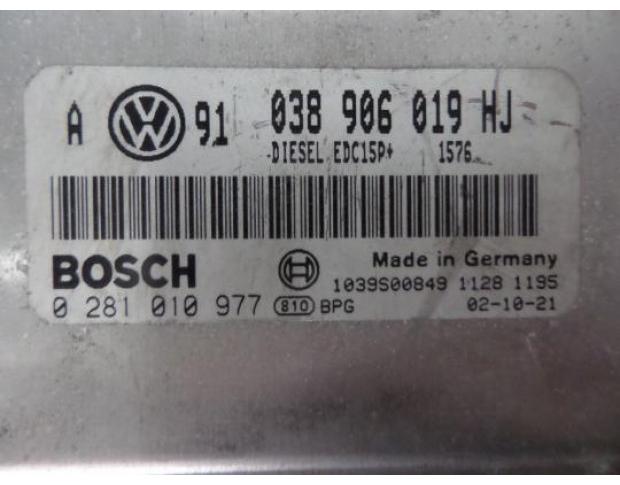 A VW 91 038 906 019 HJ
DIESEL EDC15P+ 1576
BOSCH Made in Germany
1039S00849 1128 1195
0 281 010 977 810 BPG 02-10-21